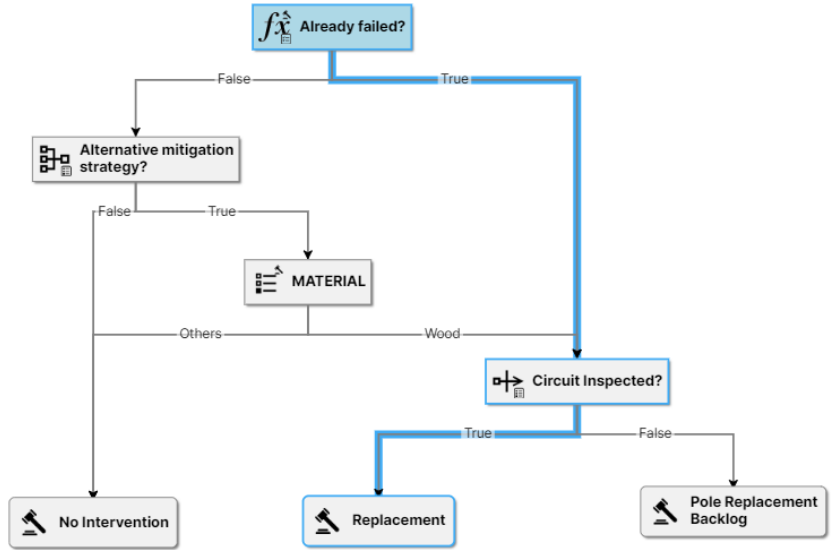 Already failed?
False
True
Alternative mitigation
strategy?
False
True
MATERIAL
Others
Wood
Circuit Inspected?
True
False
No Intervention
Replacement
Pole Replacement
Backlog